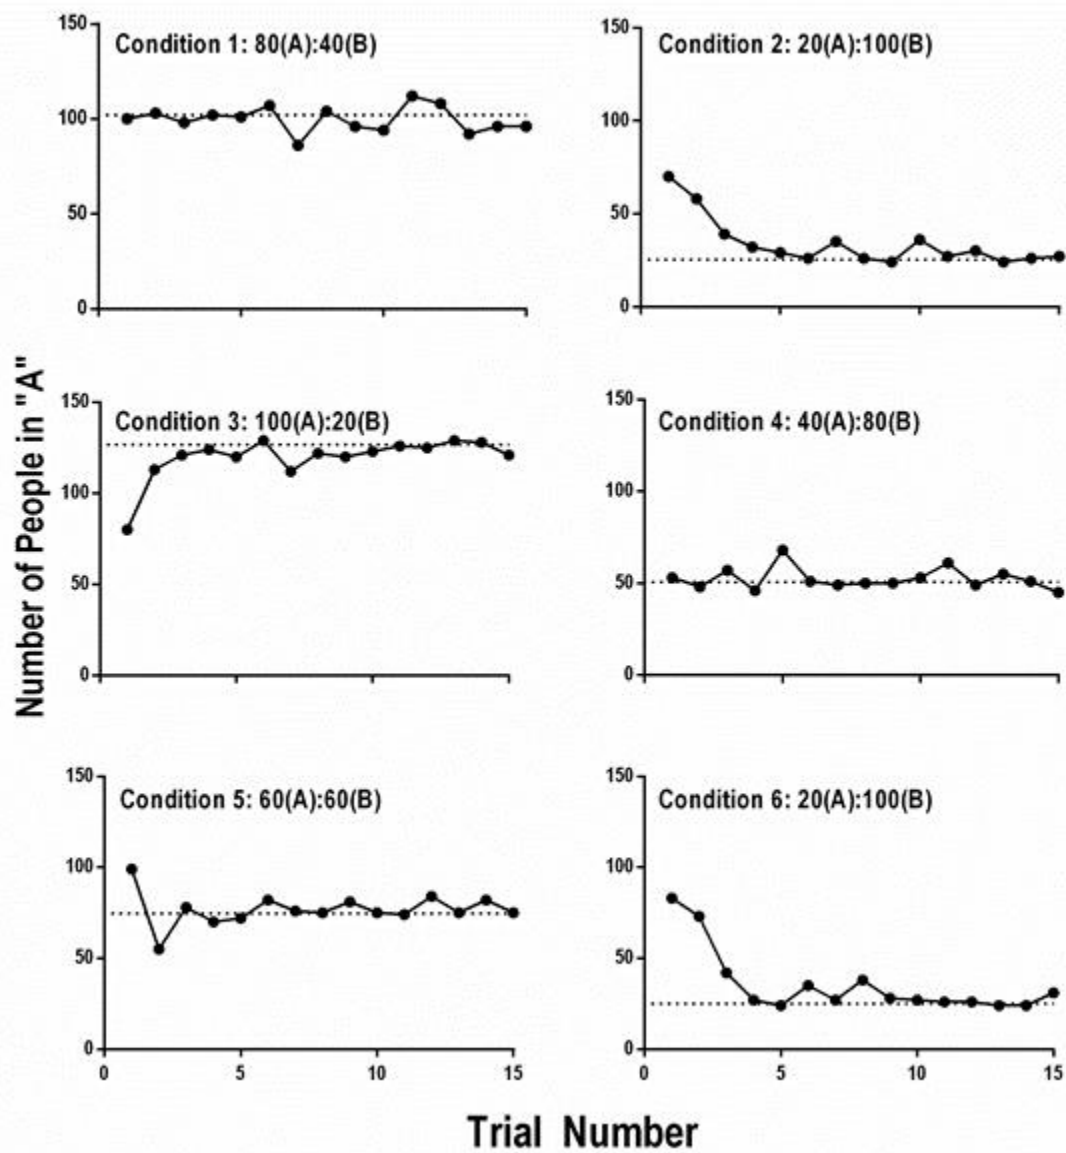 150
100
50
0
Condition 1: 80(A):40(B)
150
100
50
0
Condition 2: 20(A):100(B)
Number of People in "A"
150
100
50
0
Condition 3: 100(A):20(B)
150
100
50
0
Condition 4: 40(A):80(B)
150
100
50
0
Condition 5: 60(A):60(B)
0 5 10 15
150
100
50
0
Condition 6: 20(A):100(B)
0 5 10 15
Trial Number